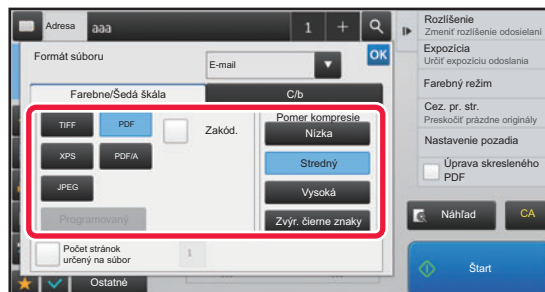 Adresa
aaa
1
+
Formát súboru
E-mail
OK
Farebne/Šedá škála
C/b
TIFF
PDF
Zakód.
XPS
PDF/A
JPEG
Programovaný
Pomer kompresie
Nízka
Stredný
Vysoká
Zvýr. čierne znaky
Počet stránok
určený na súbor
1
Ostatné
Rozlíšenie
Zmeniť rozlíšenie odosielani
Expozícia
Určiť expozíciu odoslania
Farebný režim
Cez. pr. str.
Preskočiť prázdne originály
Nastavenie pozadia
Úprava skresleného
PDF
Náhľad
CA
Štart